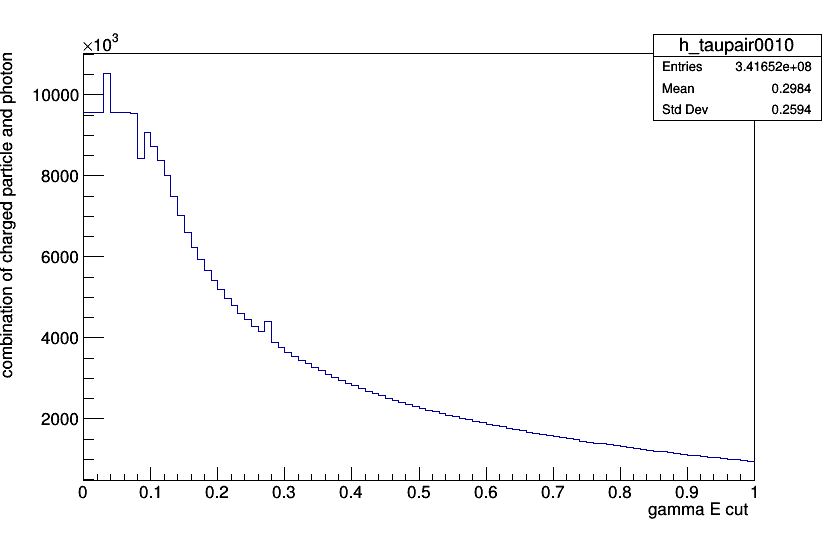 ×10³
h_taupair0010
Entries 3.41652e+08
Mean 0.2984
Std Dev 0.2594
combination of charged particle and photon
10000
8000
6000
4000
2000
0 0.1 0.2 0.3 0.4 0.5 0.6 0.7 0.8 0.9 1
gamma E cut